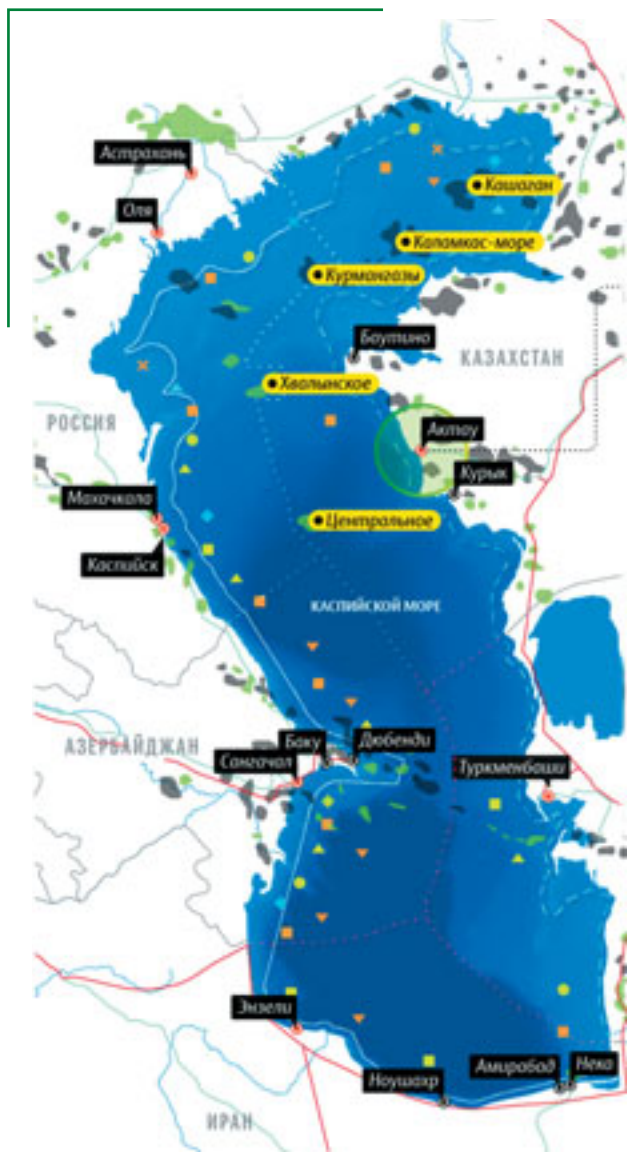 Астрахань
Кашаган
Оля
Каламкас-море
Курмангазы
Баутино
КАЗАХСТАН
Хвалынское
РОССИЯ
Актау
Курык
Махачкала
Центральное
Каспийск
КАСПИЙСКОЙ МОРЕ
АЗЕРБАЙДЖАН
Баку
Дюбенди
Сангачал
Туркменбаши
Энзели
Амирабад
Нека
Ноушахр
ИРАН